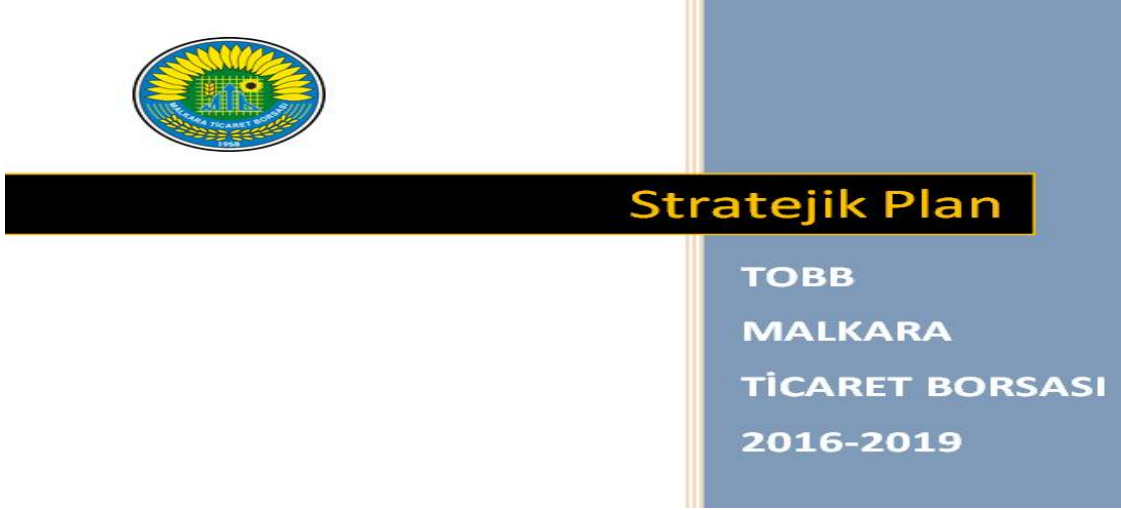 MALKARA TİCARET BORSASI
1958
Stratejik Plan
TOBB
MALKARA
TİCARET BORSASI
2016-2019